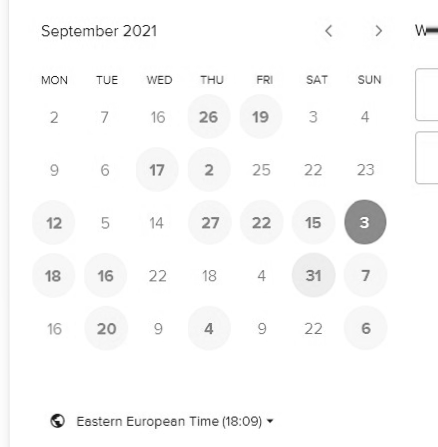 September 2021
MON TUE WED THU FRI SAT SUN
2 7 16 26 19 3 4
9 6 17 2 25 22 23
12 5 14 27 22 15 3
18 16 22 18 4 31 7
16 20 9 4 9 22 6
Eastern European Time (18:09)